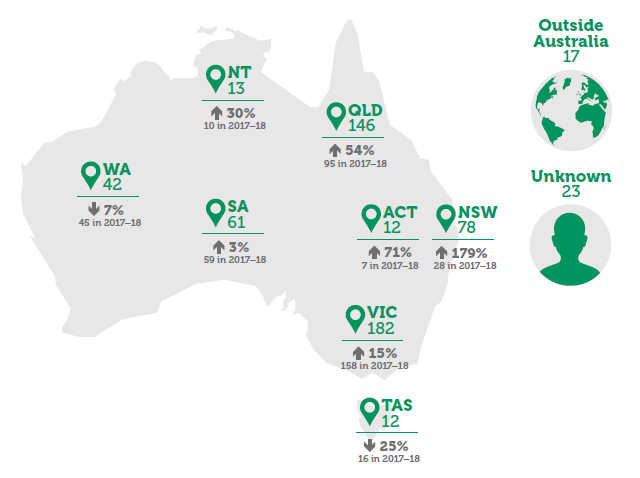 Outside
Australia
17
NT
13
30%
10 in 2017–18
QLD
146
54%
95 in 2017–18
WA
42
7%
45 in 2017–18
Unknown
23
SA
61
3%
59 in 2017–18
ACT
12
71%
7 in 2017–18
NSW
78
179%
28 in 2017–18
VIC
182
15%
158 in 2017–18
TAS
12
25%
16 in 2017–18